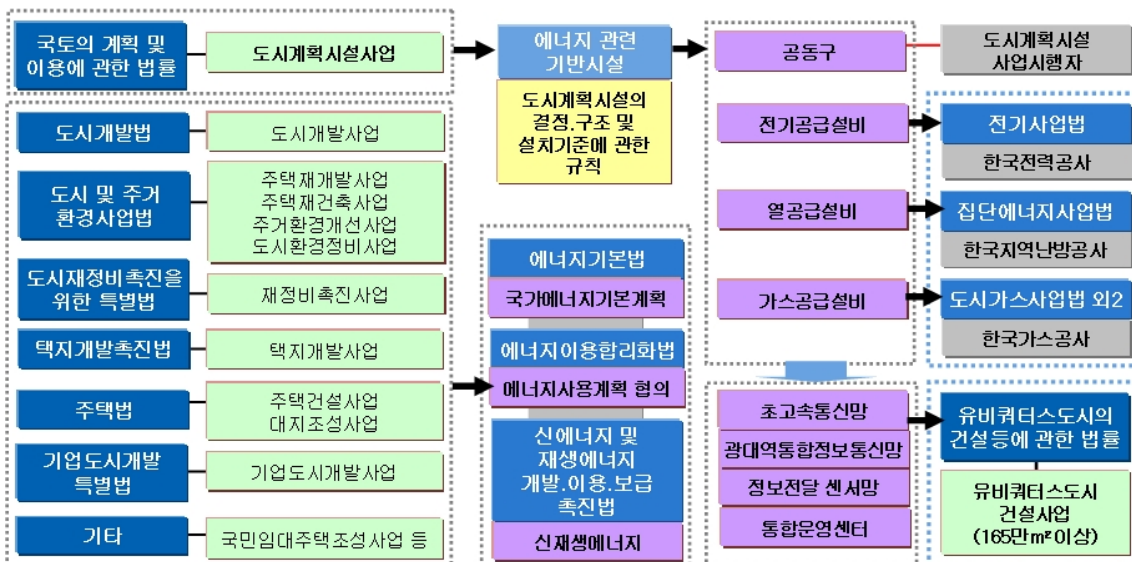 국토의 계획 및
이용에 관한 법률
도시계획시설사업
에너지 관련
기반시설
도시계획시설의
결정.구조 및
설치기준에 관한
규칙
공동구
도시계획시설
사업시행자
도시개발법
도시개발사업
도시 및 주거
환경사업법
주택재개발사업
주택재건축사업
주거환경개선사업
도시환경정비사업
도시재정비촉진을
위한 특별법
재정비촉진사업
택지개발촉진법
택지개발사업
주택법
주택건설사업
대지조성사업
기업도시개발
특별법
기업도시개발사업
기타
국민임대주택조성사업 등
에너지기본법
국가에너지기본계획
에너지이용합리화법
에너지사용계획 협의
신에너지 및
재생에너지
개발.이용.보급
촉진법
신재생에너지
전기공급설비
전기사업법
한국전력공사
열공급설비
집단에너지사업법
한국지역난방공사
가스공급설비
도시가스사업법 외2
한국가스공사
초고속통신망
광대역통합정보통신망
정보전달 센서망
통합운영센터
유비쿼터스도시의
건설등에 관한 법률
유비쿼터스도시
건설사업
(165만m²이상)